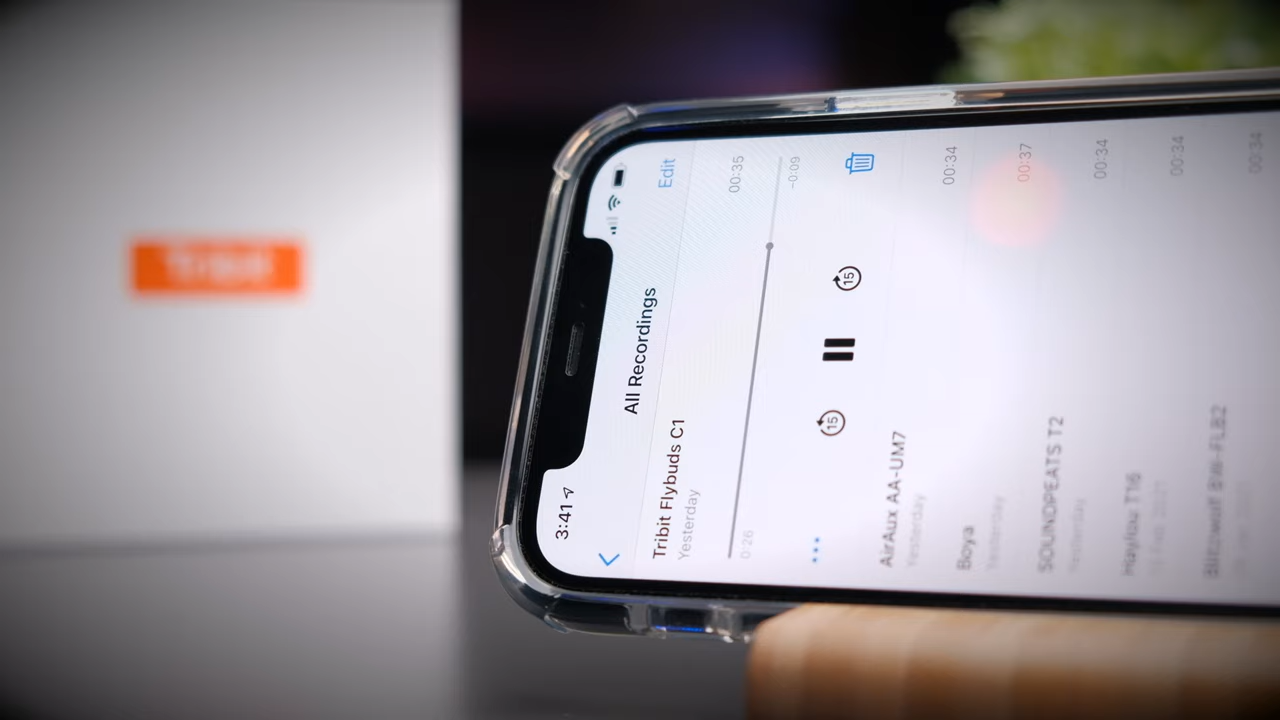 3:41
All Recordings
Edit
Tribit Flybuds C1
Yesterday
00:35
0:26
-0:09
15
15
AirAux AA-UM7
Yesterday
00:34
Boya
Yesterday
00:37
SOUNDPEATS T2
Yesterday
00:34
Haylou T16
00:34
Blitzwolf BW-FLB2
00:34